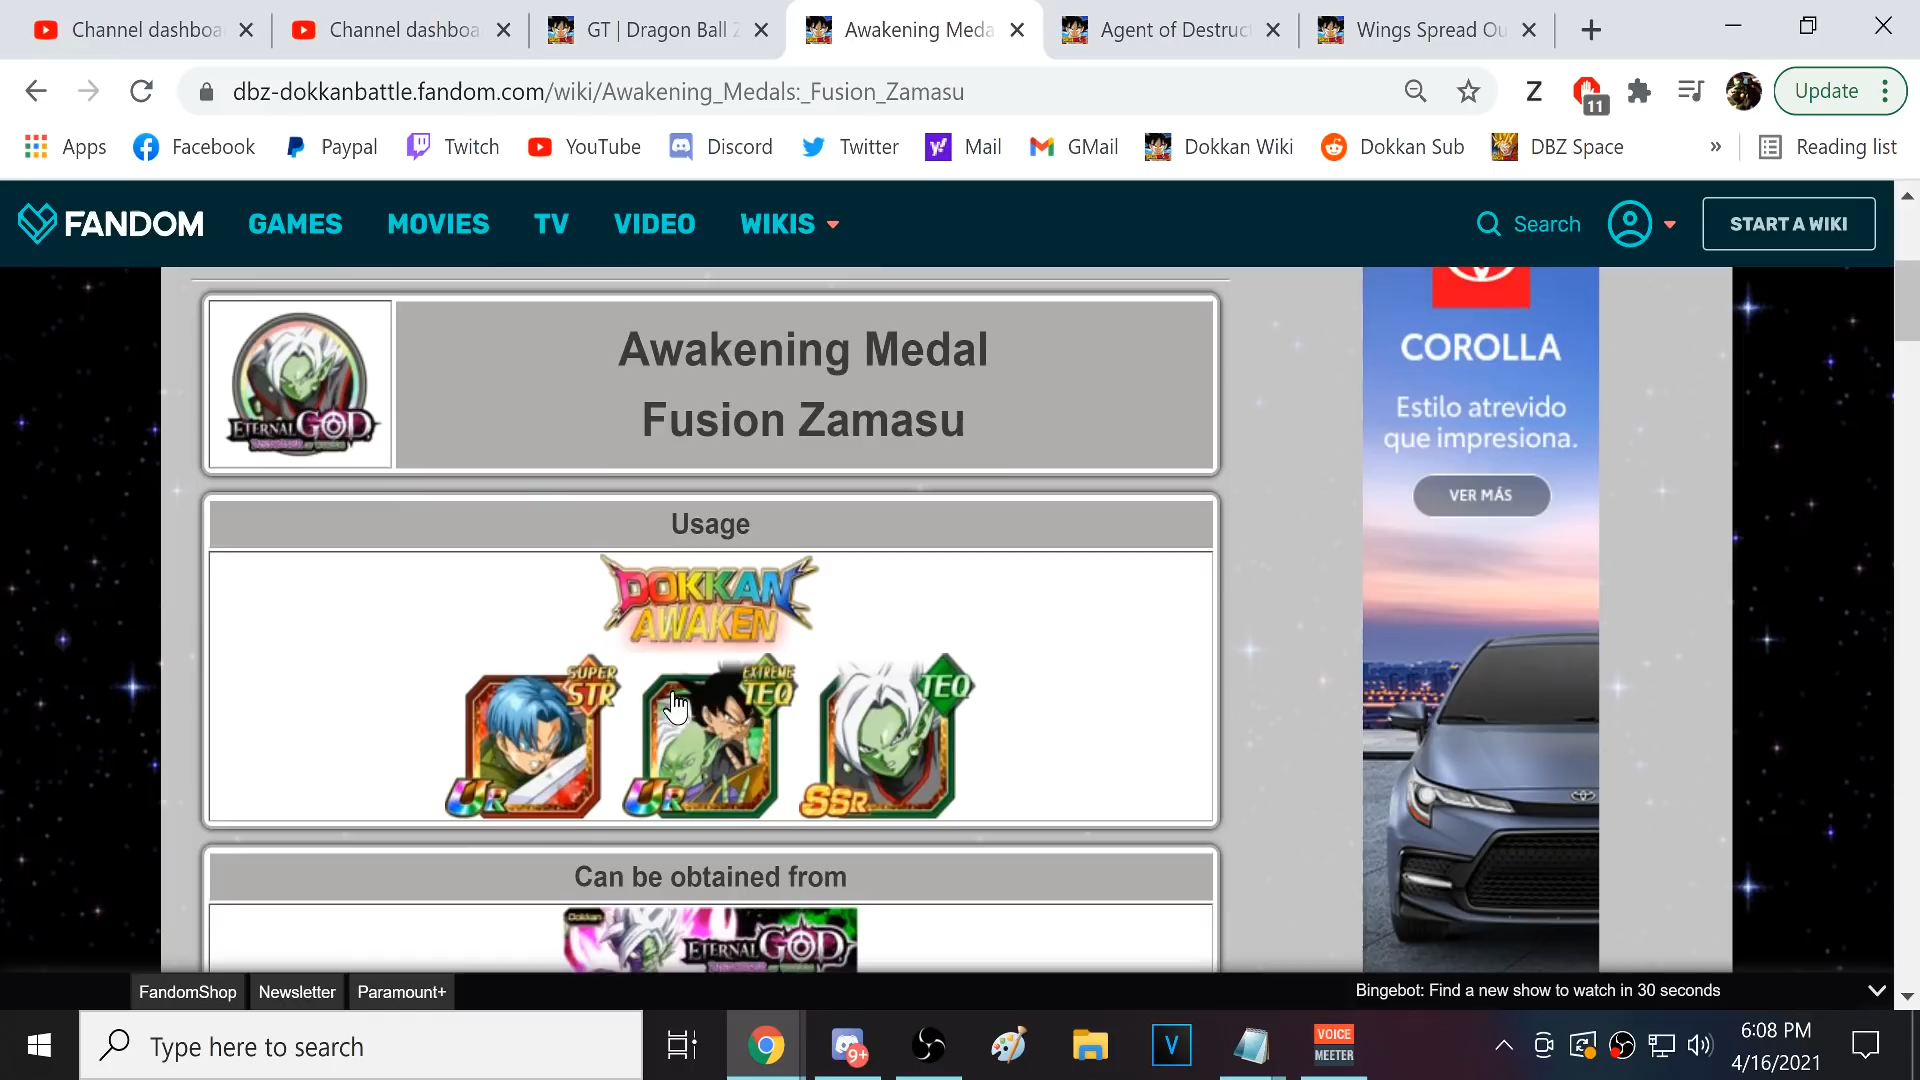 Channel dashboa
Channel dashboa
GT | Dragon Ball Z
Awakening Meda
Agent of Destruct
Wings Spread Ou
dbz-dokkanbattle.fandom.com/wiki/Awakening_Medals:_Fusion_Zamasu
Z
11
Update
Apps
Facebook
Paypal
Twitch
YouTube
Discord
Twitter
Mail
GMail
Dokkan Wiki
Dokkan Sub
DBZ Space
»
Reading list
FANDOM
GAMES
MOVIES
TV
VIDEO
WIKIS
Search
START A WIKI
ETERNAL GOD
Awakening Medal
Fusion Zamasu
COROLLA
Estilo atrevido
que impresiona.
VER MÁS
Usage
DOKKAN
AWAKEN
SUPER
STR
UR
EXTREME
TEQ
UR
TEQ
SSR
Can be obtained from
Dokkan
ETERNAL GOD
FandomShop
Newsletter
Paramount+
Bingebot: Find a new show to watch in 30 seconds
Type here to search
9+
V
VOICE
MEETER
6:08 PM
4/16/2021